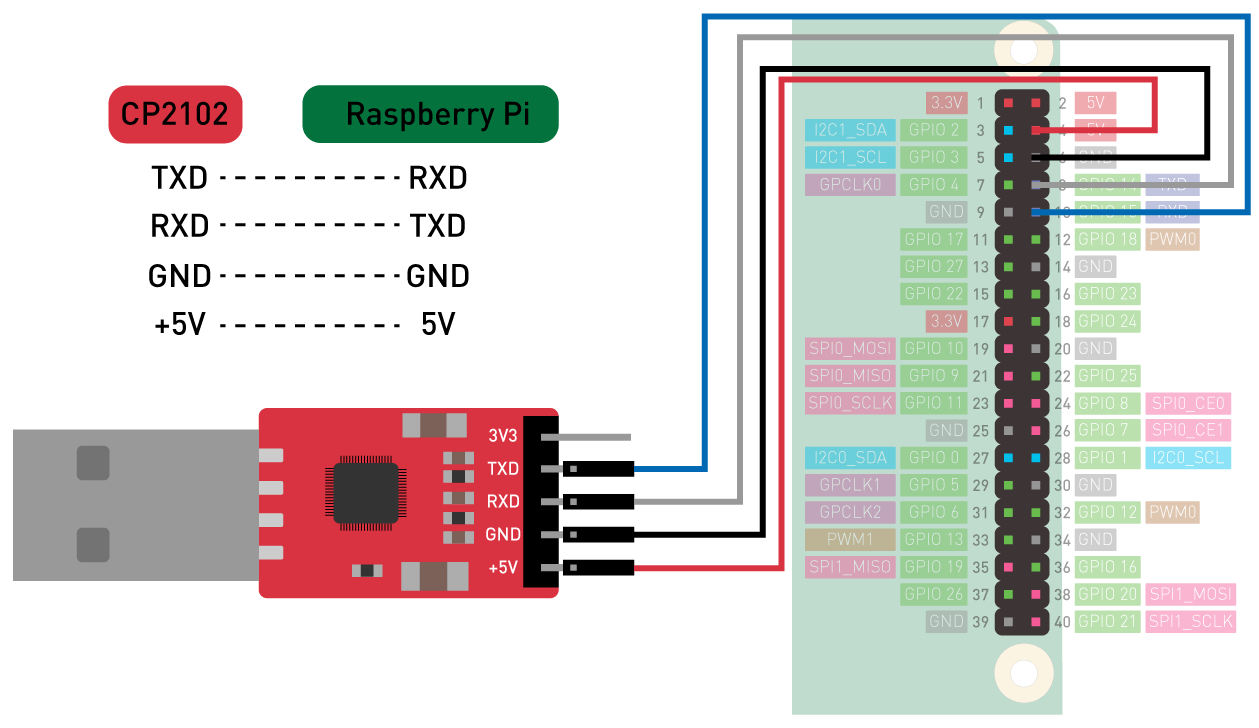 CP2102 Raspberry Pi
TXD RXD
RXD TXD
GND GND
+5V 5V
3V3
TXD
RXD
GND
+5V
3.3V 1 2 5V
I2C1_SDA GPIO 2 3 4 5V
I2C1_SCL GPIO 3 5 6 GND
GPCLK0 GPIO 4 7 8 GPIO 14 TXD
GND 9 10 GPIO 15 RXD
GPIO 17 11 12 GPIO 18 PWM0
GPIO 27 13 14 GND
GPIO 22 15 16 GPIO 23
3.3V 17 18 GPIO 24
SPI0_MOSI GPIO 10 19 20 GND
SPI0_MISO GPIO 9 21 22 GPIO 25
SPI0_SCLK GPIO 11 23 24 GPIO 8 SPI0_CE0
GND 25 26 GPIO 7 SPI0_CE1
I2C0_SDA GPIO 0 27 28 GPIO 1 I2C0_SCL
GPCLK1 GPIO 5 29 30 GND
GPCLK2 GPIO 6 31 32 GPIO 12 PWM0
PWM1 GPIO 13 33 34 GND
SPI1_MISO GPIO 19 35 36 GPIO 16
GPIO 26 37 38 GPIO 20 SPI1_MOSI
GND 39 40 GPIO 21 SPI1_SCLK